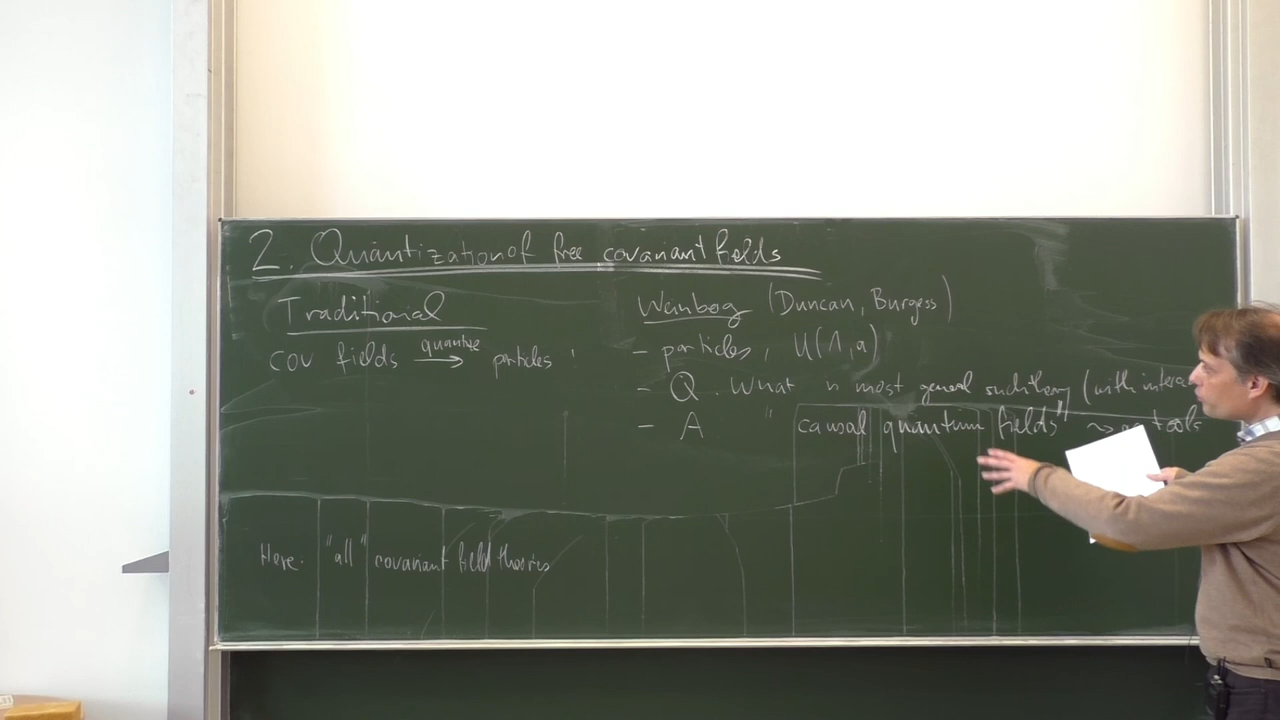 2. Quantization of free covariant fields
Traditional
cov fields quantize → particles
Weinberg (Duncan, Burgess)
- particles, U(Λ,a)
- Q. What is most general such theory (with interac
- A "causal quantum fields" ⇝ as tools
Here: "all" covariant field theories